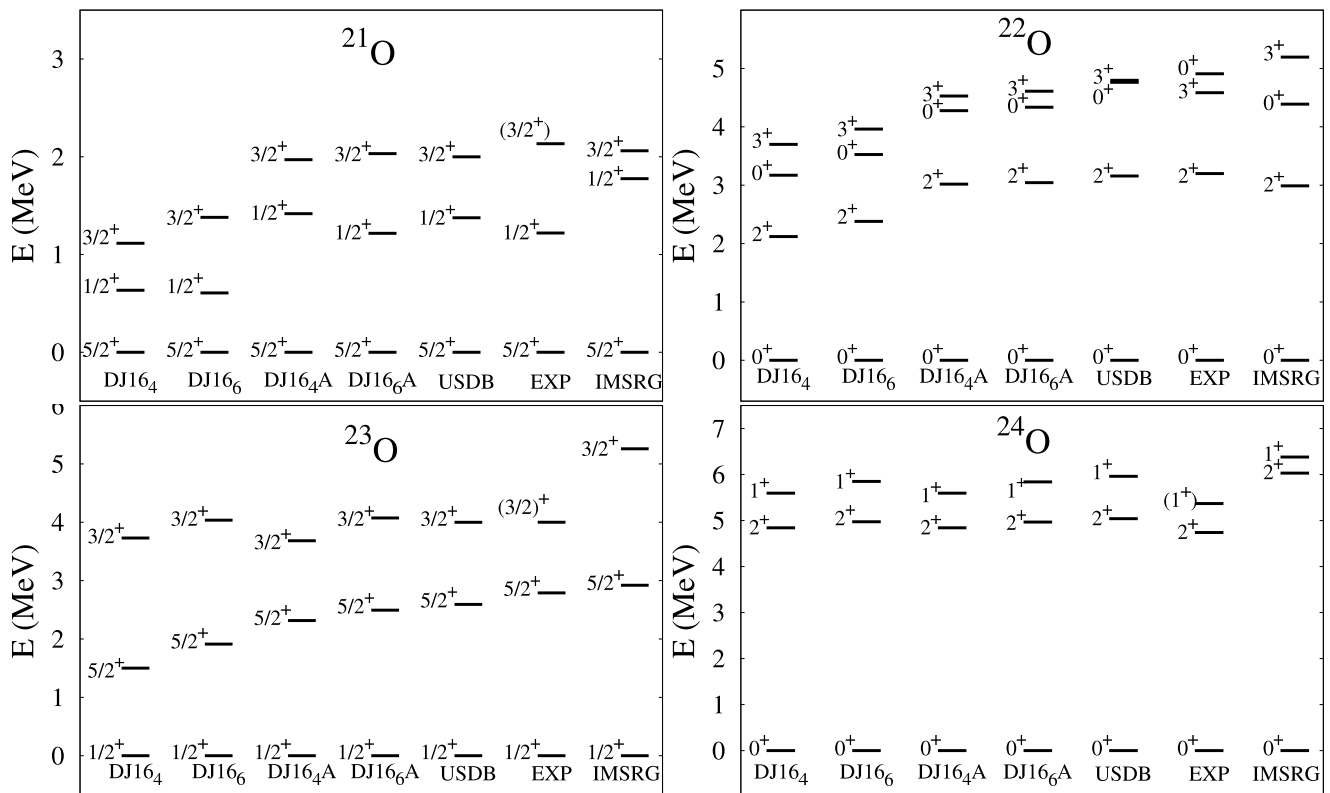 ²¹O
E (MeV)
3
2
1
0
3/2⁺ 3/2⁺ 3/2⁺ 3/2⁺ 3/2⁺ (3/2⁺) 3/2⁺
1/2⁺ 1/2⁺ 1/2⁺ 1/2⁺ 1/2⁺ 1/2⁺ 1/2⁺
5/2⁺ 5/2⁺ 5/2⁺ 5/2⁺ 5/2⁺ 5/2⁺ 5/2⁺
DJ16₄ DJ16₆ DJ16₄A DJ16₆A USDB EXP IMSRG
²²O
E (MeV)
5
4
3
2
1
0
3⁺ 3⁺ 3⁺ 3⁺ 3⁺ 0⁺ 3⁺
0⁺ 0⁺ 0⁺ 0⁺ 0⁺ 3⁺ 0⁺
2⁺ 2⁺ 2⁺ 2⁺ 2⁺ 2⁺ 2⁺
0⁺ 0⁺ 0⁺ 0⁺ 0⁺ 0⁺ 0⁺
DJ16₄ DJ16₆ DJ16₄A DJ16₆A USDB EXP IMSRG
²³O
E (MeV)
6
5
4
3
2
1
0
3/2⁺ 3/2⁺ 3/2⁺ 3/2⁺ 3/2⁺ (3/2)⁺ 3/2⁺
5/2⁺ 5/2⁺ 5/2⁺ 5/2⁺ 5/2⁺ 5/2⁺ 5/2⁺
1/2⁺ 1/2⁺ 1/2⁺ 1/2⁺ 1/2⁺ 1/2⁺ 1/2⁺
DJ16₄ DJ16₆ DJ16₄A DJ16₆A USDB EXP IMSRG
²⁴O
E (MeV)
7
6
5
4
3
2
1
0
1⁺ 1⁺ 1⁺ 1⁺ 1⁺ (1⁺) 1⁺
2⁺ 2⁺ 2⁺ 2⁺ 2⁺ 2⁺ 2⁺
0⁺ 0⁺ 0⁺ 0⁺ 0⁺ 0⁺ 0⁺
DJ16₄ DJ16₆ DJ16₄A DJ16₆A USDB EXP IMSRG